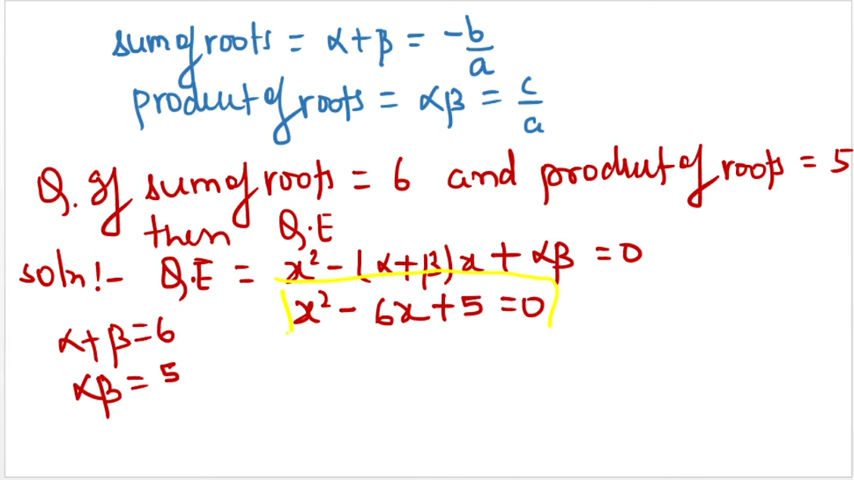 sum of roots = α+β = -b/a
product of roots = αβ = c/a
Q. If sum of roots = 6 and product of roots = 5
then Q.E
soln:- Q.E = x² - (α+β)x + αβ = 0
x² - 6x + 5 = 0
α+β=6
αβ = 5